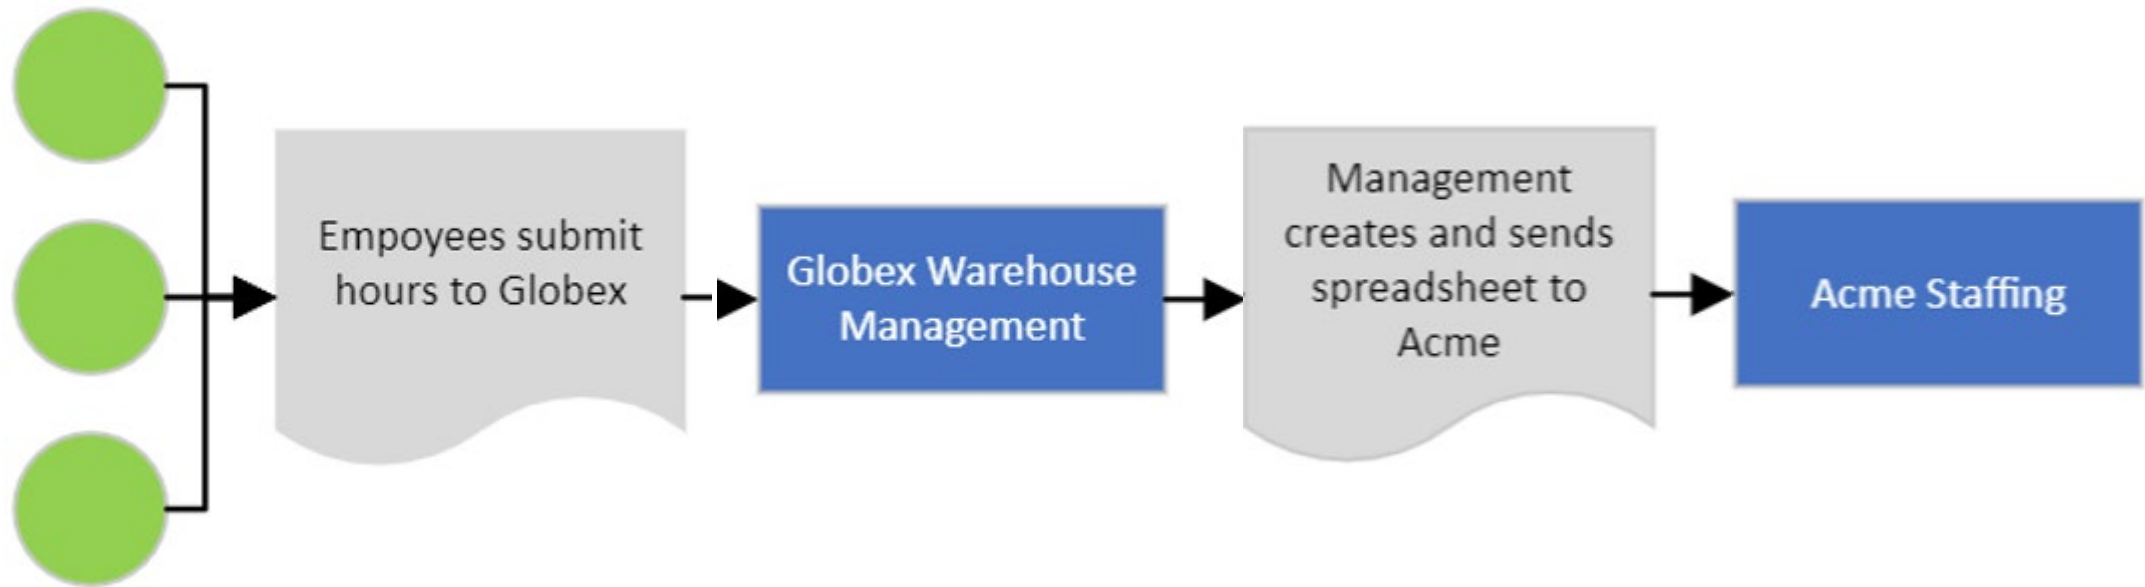 Empoyees submit
hours to Globex
Globex Warehouse
Management
Management
creates and sends
spreadsheet to
Acme
Acme Staffing